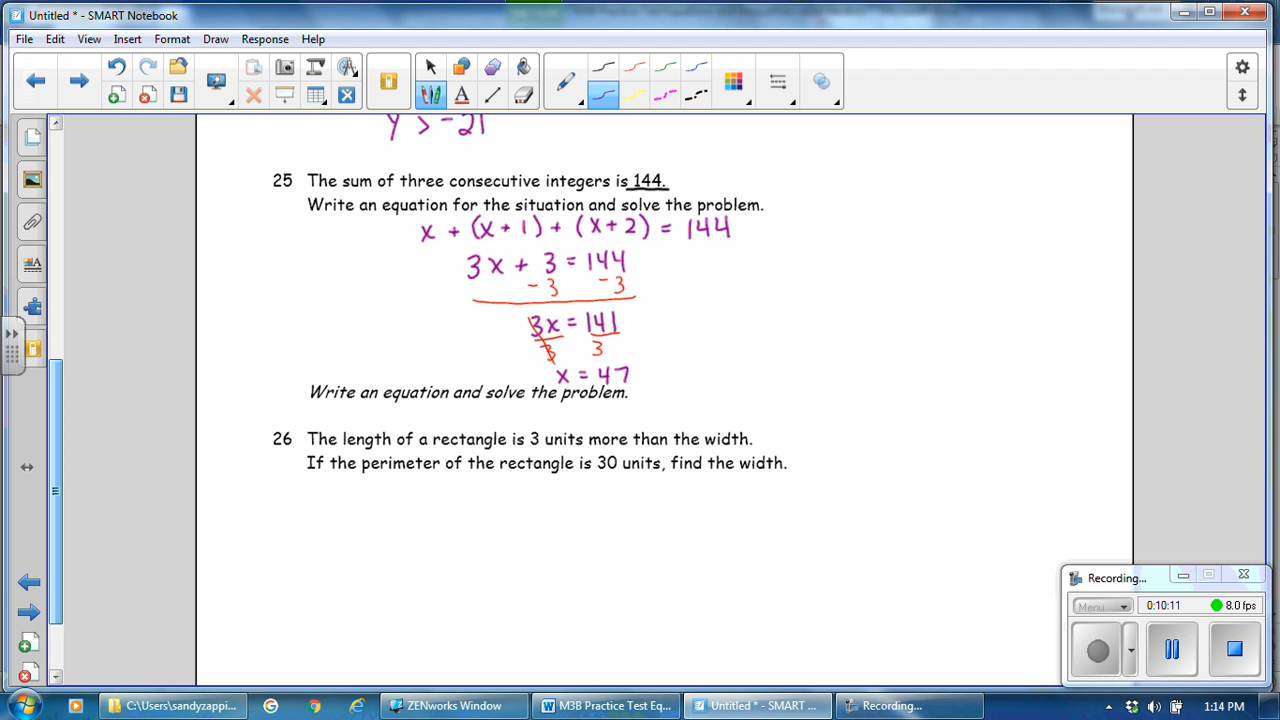 Untitled * - SMART Notebook
File Edit View Insert Format Draw Response Help
y > -21
25 The sum of three consecutive integers is 144.
Write an equation for the situation and solve the problem.
x + (x + 1) + (x + 2) = 144
3x + 3 = 144
-3 -3
3x = 141
3 3
x = 47
Write an equation and solve the problem.
26 The length of a rectangle is 3 units more than the width.
If the perimeter of the rectangle is 30 units, find the width.
Recording...
Menu 0:10:11 8.0 fps
C:\Users\sandyzappi... ZENworks Window M3B Practice Test Eq... Untitled * - SMART ... Recording... 1:14 PM